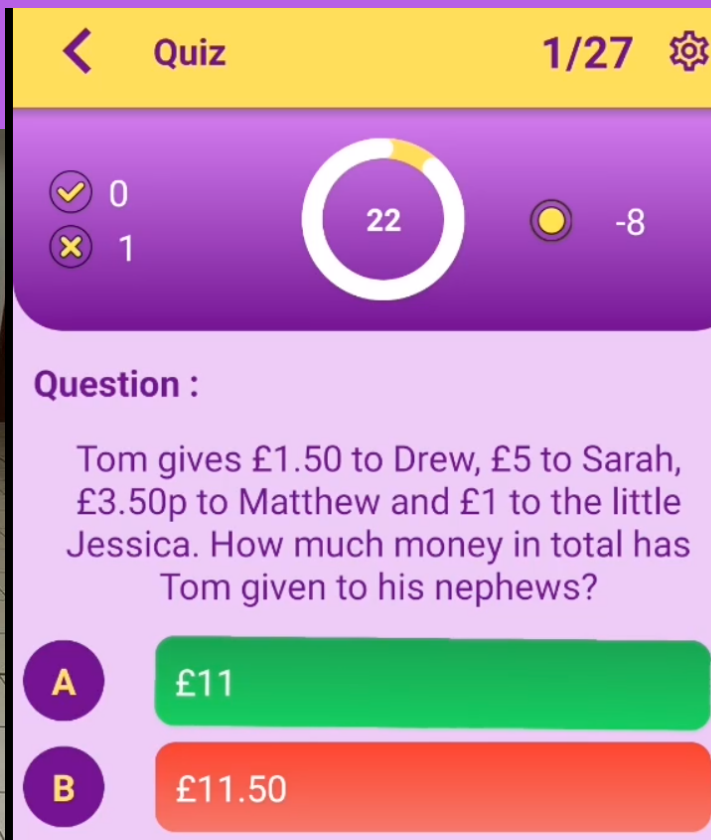 Quiz 1/27
0
1
22
-8
Question :
Tom gives £1.50 to Drew, £5 to Sarah,
£3.50p to Matthew and £1 to the little
Jessica. How much money in total has
Tom given to his nephews?
A £11
B £11.50